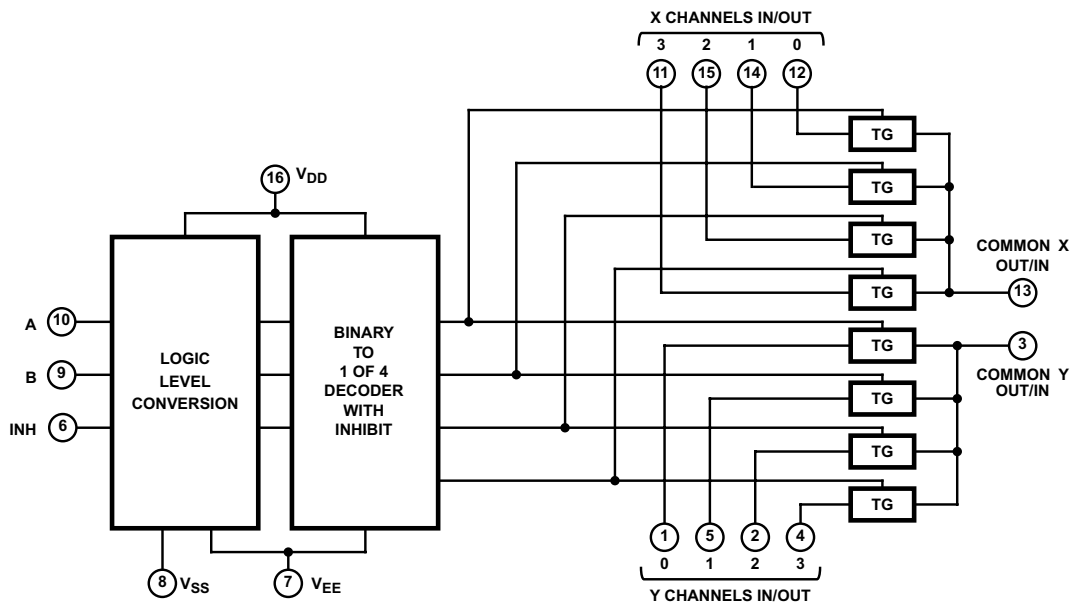 X CHANNELS IN/OUT
3 2 1 0
11 15 14 12
TG
16 VDD
TG
TG
COMMON X
OUT/IN
TG
13
A 10
B 9
INH 6
LOGIC
LEVEL
CONVERSION
BINARY
TO
1 OF 4
DECODER
WITH
INHIBIT
TG
3
COMMON Y
OUT/IN
TG
TG
TG
1 5 2 4
0 1 2 3
Y CHANNELS IN/OUT
8 VSS
7 VEE